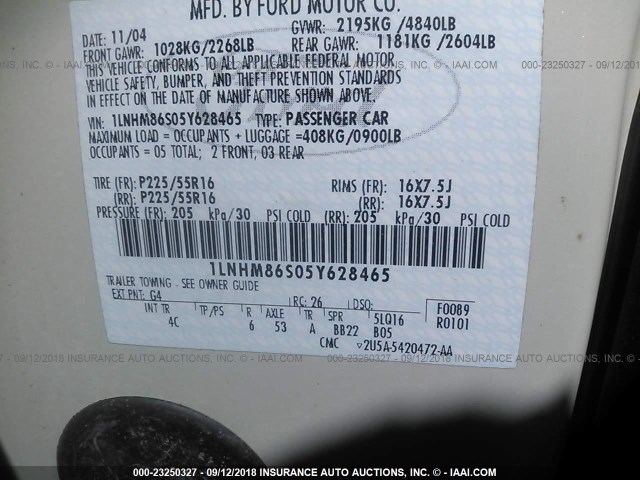 MFD. BY FORD MOTOR CO.
DATE: 11/04 GVWR: 2195KG /4840LB
FRONT GAWR: 1028KG/2268LB REAR GAWR: 1181KG /2604LB
THIS VEHICLE CONFORMS TO ALL APPLICABLE FEDERAL MOTOR
VEHICLE SAFETY, BUMPER, AND THEFT PREVENTION STANDARDS
IN EFFECT ON THE DATE OF MANUFACTURE SHOWN ABOVE.
VIN: 1LNHM86S05Y628465 TYPE: PASSENGER CAR
MAXIMUM LOAD = OCCUPANTS + LUGGAGE =408KG/0900LB
OCCUPANTS = 05 TOTAL; 2 FRONT, 03 REAR
TIRE (FR): P225/55R16 RIMS (FR): 16X7.5J
(RR): P225/55R16 (RR): 16X7.5J
PRESSURE (FR): 205 kPa/30 PSI COLD (RR): 205 kPa/30 PSI COLD
1LNHM86S05Y628465
TRAILER TOWING - SEE OWNER GUIDE
EXT PNT: G4 RC: 26 DSO: F0089
INT TR TP/PS R AXLE TR SPR 5LQ16 R0101
4C 6 53 A BB22 B05
CMC ▽2U5A-5420472-AA
000-23250327 - 09/12/2018 INSURANCE AUTO AUCTIONS, INC. - © IAAI.COM